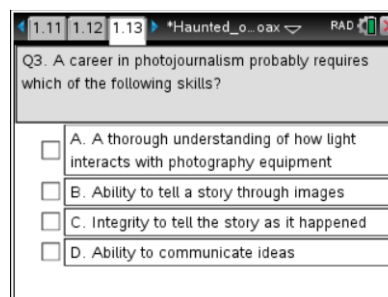 1.11 1.12 1.13 *Haunted_o...oax RAD
Q3. A career in photojournalism probably requires
which of the following skills?
A. A thorough understanding of how light
interacts with photography equipment
B. Ability to tell a story through images
C. Integrity to tell the story as it happened
D. Ability to communicate ideas